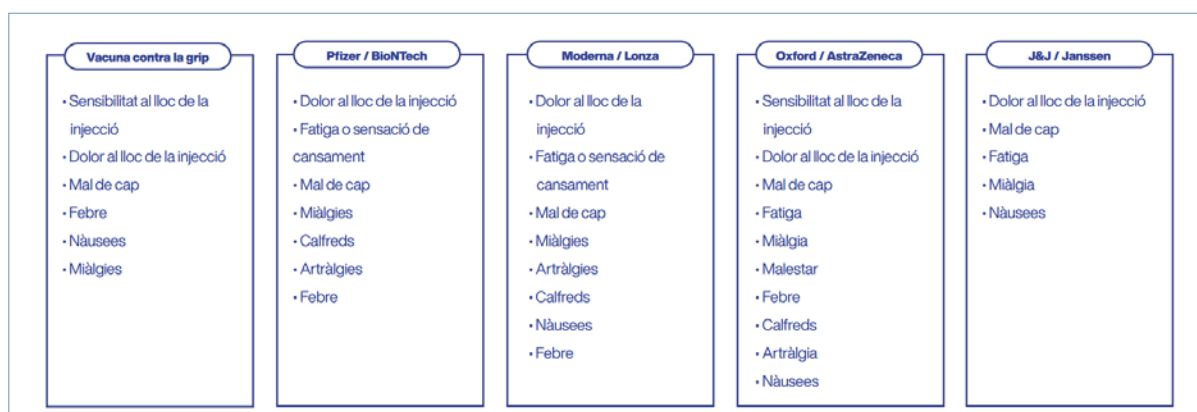 Vacuna contra la grip
• Sensibilitat al lloc de la
injecció
• Dolor al lloc de la injecció
• Mal de cap
• Febre
• Nàusees
• Miàlgies
Pfizer / BioNTech
• Dolor al lloc de la injecció
• Fatiga o sensació de
cansament
• Mal de cap
• Miàlgies
• Calfreds
• Artràlgies
• Febre
Moderna / Lonza
• Dolor al lloc de la
injecció
• Fatiga o sensació de
cansament
• Mal de cap
• Miàlgies
• Artràlgies
• Calfreds
• Nàusees
• Febre
Oxford / AstraZeneca
• Sensibilitat al lloc de la
injecció
• Dolor al lloc de la injecció
• Mal de cap
• Fatiga
• Miàlgia
• Malestar
• Febre
• Calfreds
• Artràlgia
• Nàusees
J&J / Janssen
• Dolor al lloc de la injecció
• Mal de cap
• Fatiga
• Miàlgia
• Nàusees